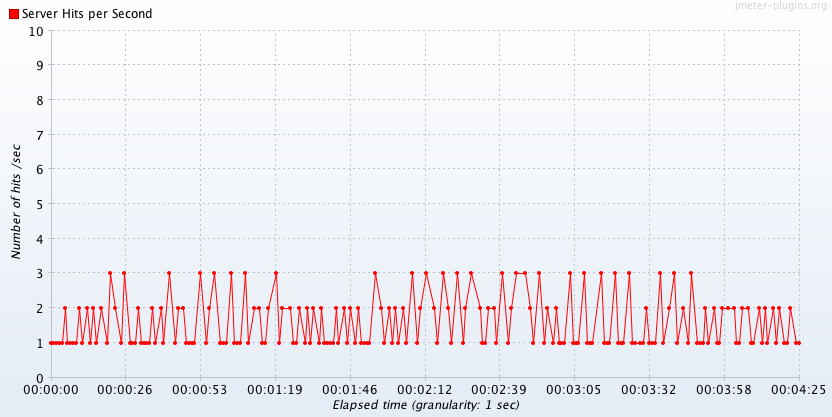 jmeter-plugins.org
Server Hits per Second
10
9
8
7
6
5
4
3
2
1
0
Number of hits /sec
00:00:00 00:00:26 00:00:53 00:01:19 00:01:46 00:02:12 00:02:39 00:03:05 00:03:32 00:03:58 00:04:25
Elapsed time (granularity: 1 sec)